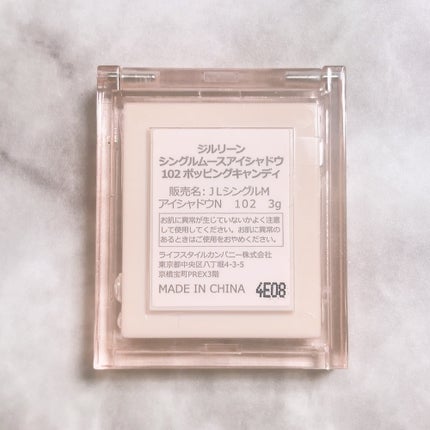 ジルリーン
シングルムースアイシャドウ
102 ポッピングキャンディ
販売名：ＪＬシングルM
アイシャドウN　102　3g
お肌に異常が生じていないかよく注意
して使用してください。お肌に異常の
あるときはご使用をおやめください。
ライフスタイルカンパニー株式会社
東京都中央区八丁堀4-3-5
京橋宝町PREX3階
MADE IN CHINA
4E08